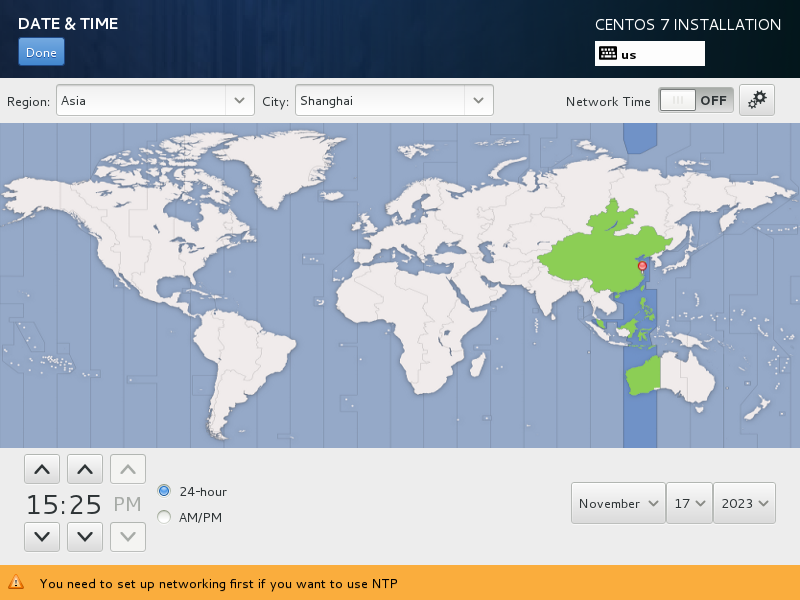 DATE & TIME
CENTOS 7 INSTALLATION
Done
us
Region: Asia City: Shanghai Network Time OFF
15:25 PM
24-hour
AM/PM
November 17 2023
You need to set up networking first if you want to use NTP